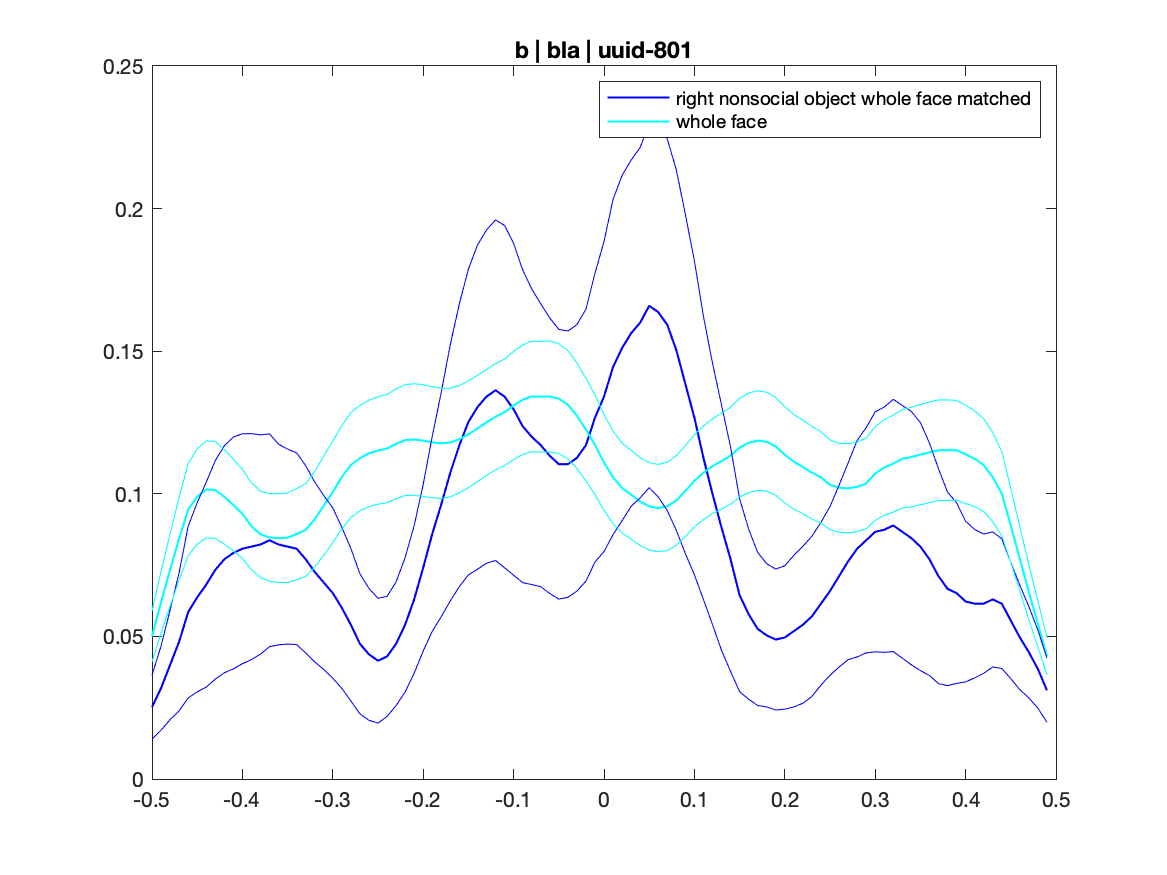 b | bla | uuid-801
0.25
right nonsocial object whole face matched
whole face
0.2
0.15
0.1
0.05
0
-0.5 -0.4 -0.3 -0.2 -0.1 0 0.1 0.2 0.3 0.4 0.5